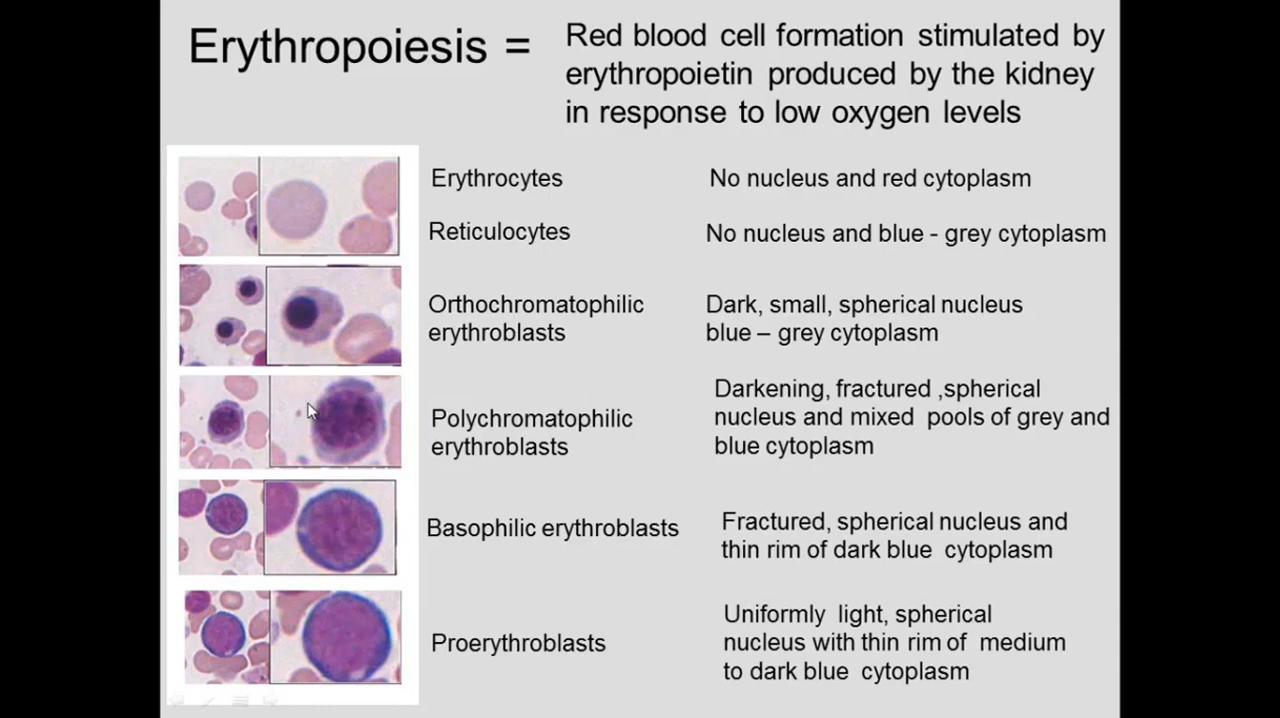 Erythropoiesis =
Red blood cell formation stimulated by
erythropoietin produced by the kidney
in response to low oxygen levels
Erythrocytes
No nucleus and red cytoplasm
Reticulocytes
No nucleus and blue - grey cytoplasm
Orthochromatophilic
erythroblasts
Dark, small, spherical nucleus
blue – grey cytoplasm
Polychromatophilic
erythroblasts
Darkening, fractured ,spherical
nucleus and mixed pools of grey and
blue cytoplasm
Basophilic erythroblasts
Fractured, spherical nucleus and
thin rim of dark blue cytoplasm
Proerythroblasts
Uniformly light, spherical
nucleus with thin rim of medium
to dark blue cytoplasm